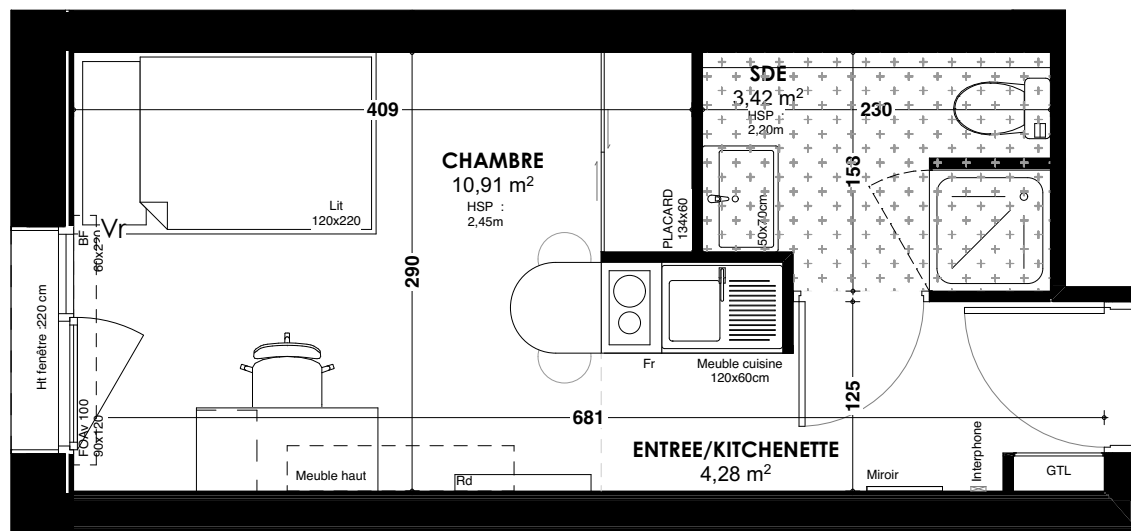 SDE
3,42 m²
HSP :
2,20m
409
230
CHAMBRE
10,91 m²
HSP :
2,45m
158
Lit
120x220
PLACARD
134x60
50x70cm
Vr
BF
60x220
290
Ht fenêtre :220 cm
Fr
Meuble cuisine
120x60cm
125
FOAv 100
90x120
681
ENTREE/KITCHENETTE
4,28 m²
Interphone
Meuble haut
Rd
Miroir
GTL